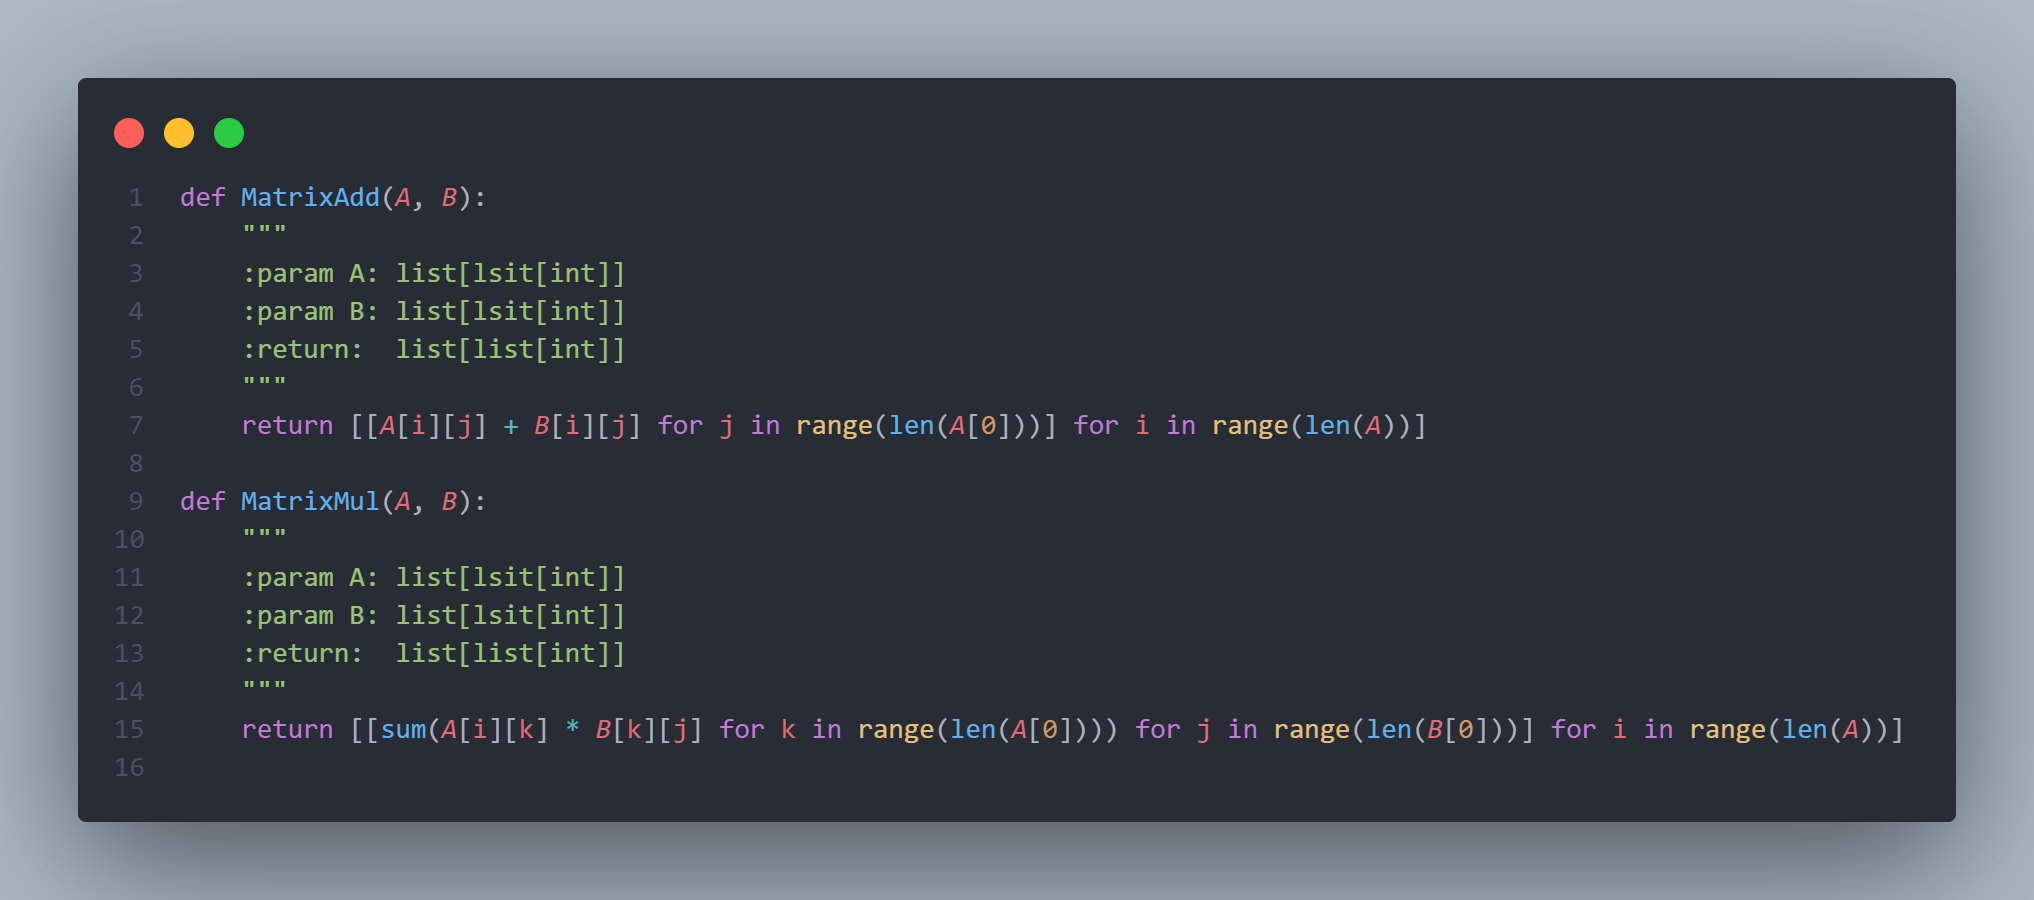 1 def MatrixAdd(A, B):
2     """
3     :param A: list[lsit[int]]
4     :param B: list[lsit[int]]
5     :return:  list[list[int]]
6     """
7     return [[A[i][j] + B[i][j] for j in range(len(A[0]))] for i in range(len(A))]
8
9 def MatrixMul(A, B):
10     """
11     :param A: list[lsit[int]]
12     :param B: list[lsit[int]]
13     :return:  list[list[int]]
14     """
15     return [[sum(A[i][k] * B[k][j] for k in range(len(A[0]))) for j in range(len(B[0]))] for i in range(len(A))]
16